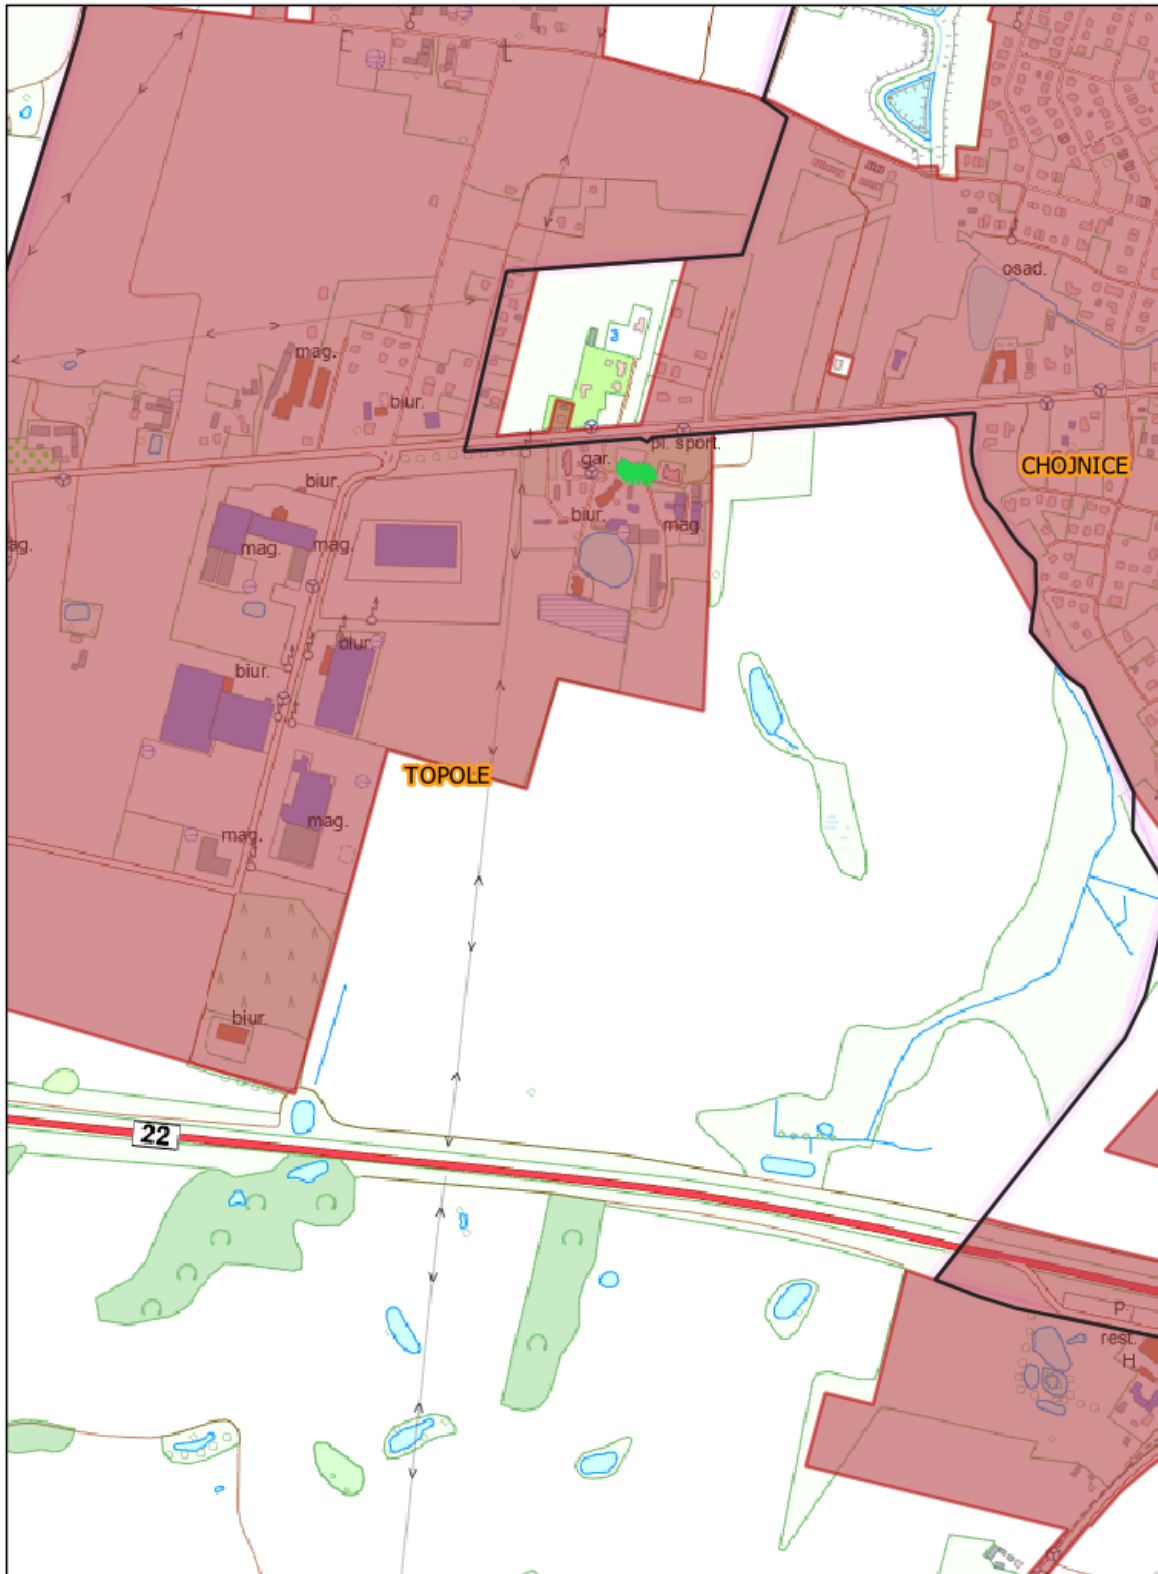 osad.
mag.
biur.
pl. sport.
gar.
CHOJNICE
biur.
biur.
mag.
ag.
mag.
mag.
biur.
biur.
TOPOLE
mag.
mag.
biur.
22
p.
rest.
H